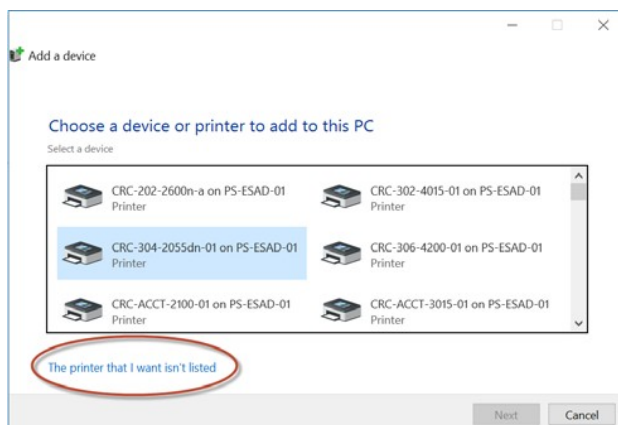 Add a device
Choose a device or printer to add to this PC
Select a device
CRC-202-2600n-a on PS-ESAD-01
Printer
CRC-302-4015-01 on PS-ESAD-01
Printer
CRC-304-2055dn-01 on PS-ESAD-01
Printer
CRC-306-4200-01 on PS-ESAD-01
Printer
CRC-ACCT-2100-01 on PS-ESAD-01
Printer
CRC-ACCT-3015-01 on PS-ESAD-01
Printer
The printer that I want isn't listed
Next
Cancel